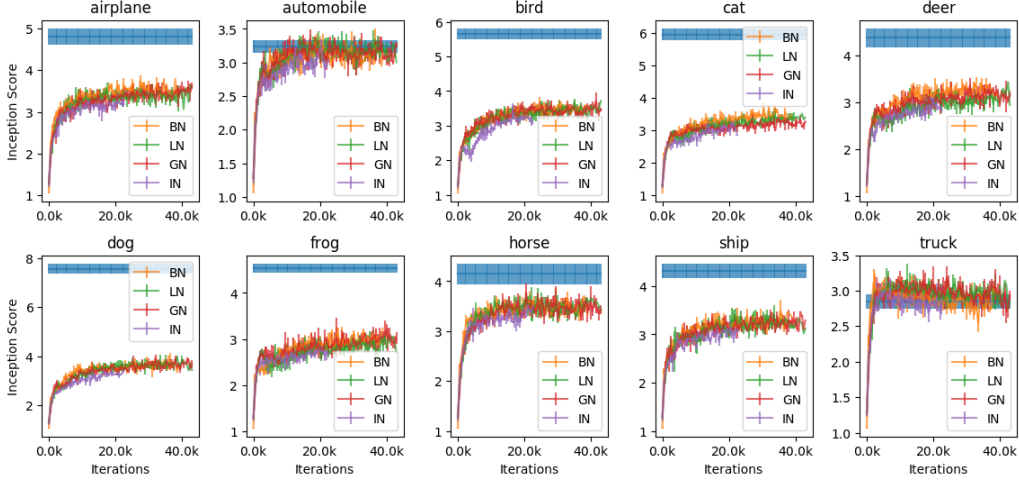 airplane
5
4
3
2
1
0.0k 20.0k 40.0k
Inception Score
BN
LN
GN
IN
automobile
3.5
3.0
2.5
2.0
1.5
1.0
0.0k 20.0k 40.0k
BN
LN
GN
IN
bird
6
5
4
3
2
1
0.0k 20.0k 40.0k
BN
LN
GN
IN
cat
6
5
4
3
2
1
0.0k 20.0k 40.0k
BN
LN
GN
IN
deer
4
3
2
1
0.0k 20.0k 40.0k
BN
LN
GN
IN
dog
8
6
4
2
0.0k 20.0k 40.0k
Inception Score
Iterations
BN
LN
GN
IN
frog
4
3
2
1
0.0k 20.0k 40.0k
Iterations
BN
LN
GN
IN
horse
4
3
2
1
0.0k 20.0k 40.0k
Iterations
BN
LN
GN
IN
ship
4
3
2
1
0.0k 20.0k 40.0k
Iterations
BN
LN
GN
IN
truck
3.5
3.0
2.5
2.0
1.5
1.0
0.0k 20.0k 40.0k
Iterations
BN
LN
GN
IN